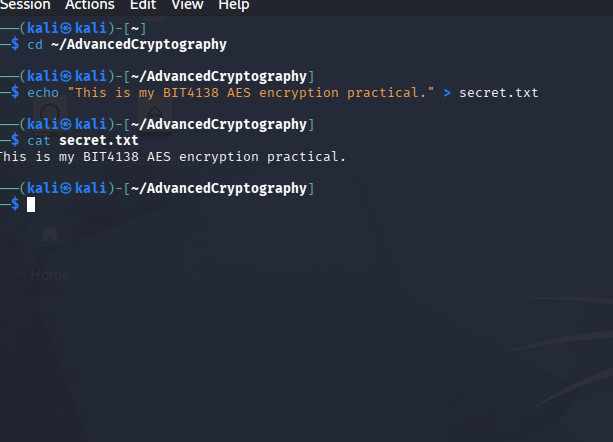 Session Actions Edit View Help
——(kali㉿kali)-[~]
—$ cd ~/AdvancedCryptography
——(kali㉿kali)-[~/AdvancedCryptography]
—$ echo "This is my BIT4138 AES encryption practical." > secret.txt
——(kali㉿kali)-[~/AdvancedCryptography]
—$ cat secret.txt
This is my BIT4138 AES encryption practical.
——(kali㉿kali)-[~/AdvancedCryptography]
—$
Home